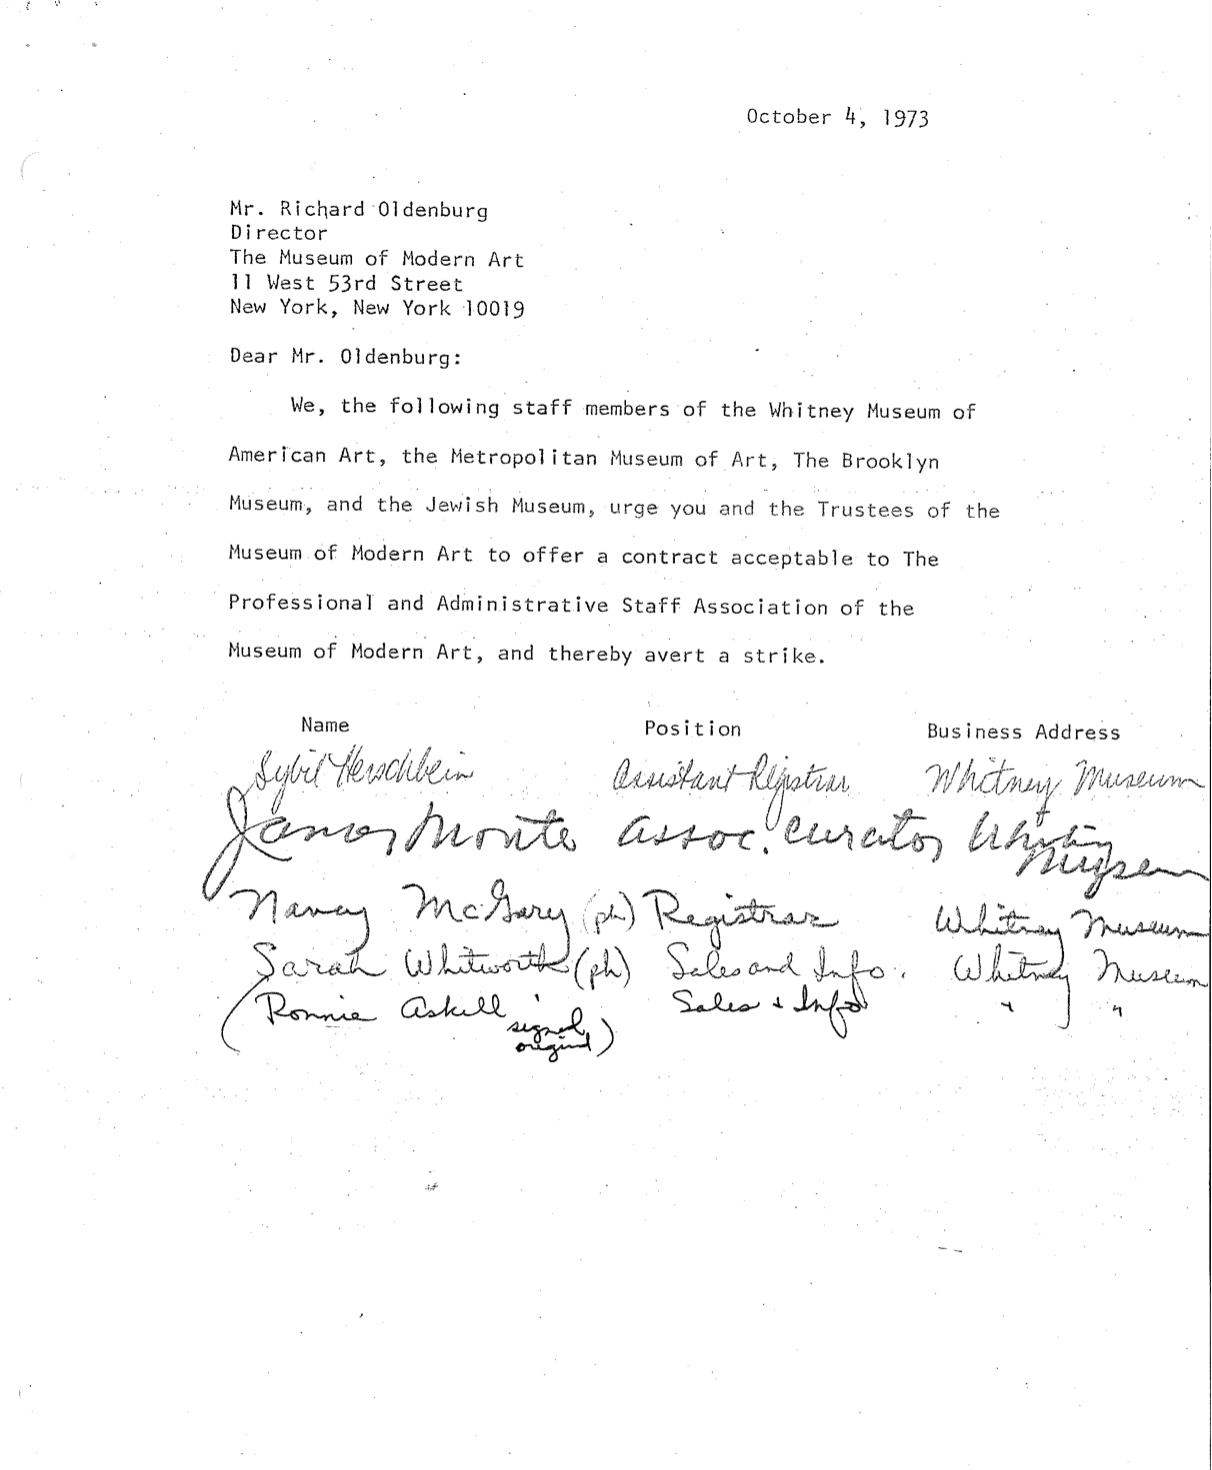 October 4, 1973
Mr. Richard Oldenburg
Director
The Museum of Modern Art
11 West 53rd Street
New York, New York 10019
Dear Mr. Oldenburg:
We, the following staff members of the Whitney Museum of
American Art, the Metropolitan Museum of Art, The Brooklyn
Museum, and the Jewish Museum, urge you and the Trustees of the
Museum of Modern Art to offer a contract acceptable to The
Professional and Administrative Staff Association of the
Museum of Modern Art, and thereby avert a strike.
Name Position Business Address
Sybil Herschbein Assistant Registrar Whitney Museum
James Monte Assoc. Curator Whitney
Museum
Nancy McGary (ph) Registrar Whitney Museum
Sarah Whitworth (ph) Sales and Info. Whitney Museum
(Ronnie Askill Sales + Info " "
signed
original)